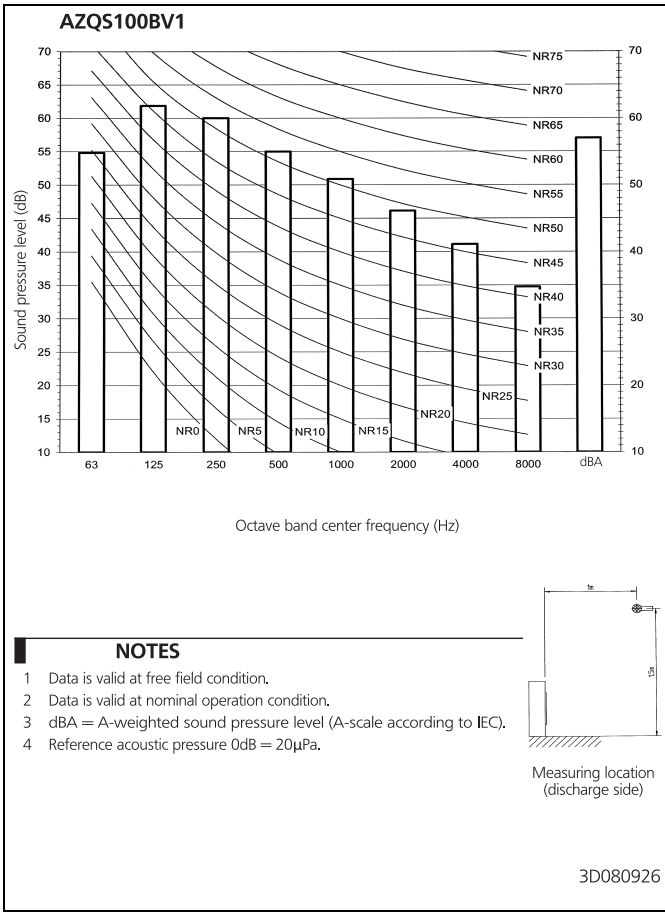 AZQS100BV1
70
65
60
55
50
45
40
35
30
25
20
15
10
Sound pressure level (dB)
70
60
50
40
30
20
10
NR75
NR70
NR65
NR60
NR55
NR50
NR45
NR40
NR35
NR30
NR25
NR20
NR0 NR5 NR10 NR15
63 125 250 500 1000 2000 4000 8000 dBA
Octave band center frequency (Hz)
1m
1.5m
NOTES
1 Data is valid at free field condition.
2 Data is valid at nominal operation condition.
3 dBA = A-weighted sound pressure level (A-scale according to IEC).
4 Reference acoustic pressure 0dB = 20μPa.
Measuring location
(discharge side)
3D080926